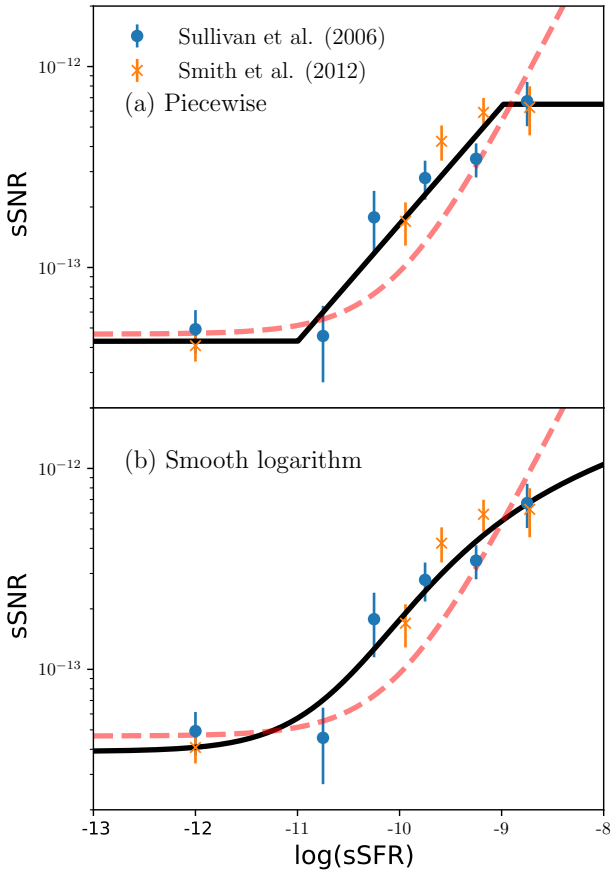 Sullivan et al. (2006)
Smith et al. (2012)
(a) Piecewise
10⁻¹²
10⁻¹³
sSNR
(b) Smooth logarithm
10⁻¹²
10⁻¹³
sSNR
-13 -12 -11 -10 -9 -8
log(sSFR)